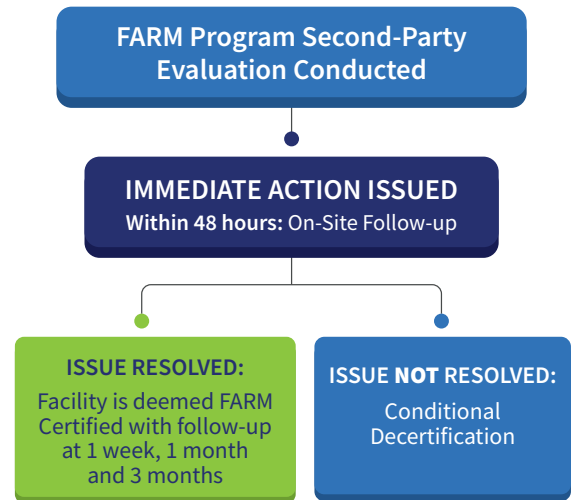 FARM Program Second-Party
Evaluation Conducted
IMMEDIATE ACTION ISSUED
Within 48 hours: On-Site Follow-up
ISSUE RESOLVED:
Facility is deemed FARM
Certified with follow-up
at 1 week, 1 month
and 3 months
ISSUE NOT RESOLVED:
Conditional
Decertification